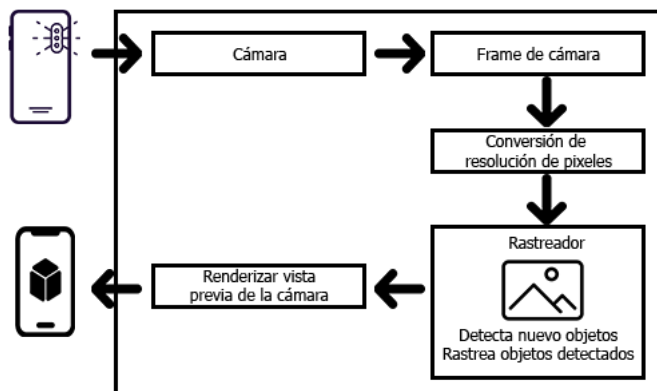 Cámara
Frame de cámara
Conversión de
resolución de pixeles
Rastreador
Detecta nuevo objetos
Rastrea objetos detectados
Renderizar vista
previa de la cámara